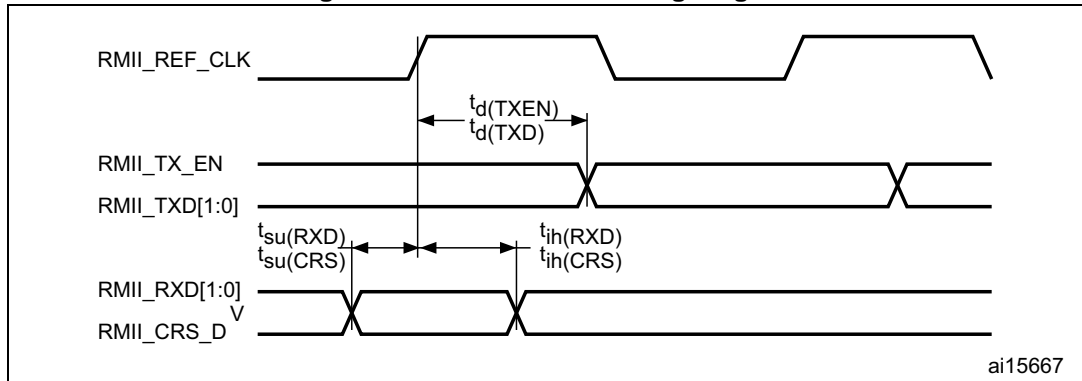 RMII_REF_CLK
td(TXEN)
td(TXD)
RMII_TX_EN
RMII_TXD[1:0]
tsu(RXD)
tsu(CRS)
tih(RXD)
tih(CRS)
RMII_RXD[1:0]
V
RMII_CRS_D
ai15667